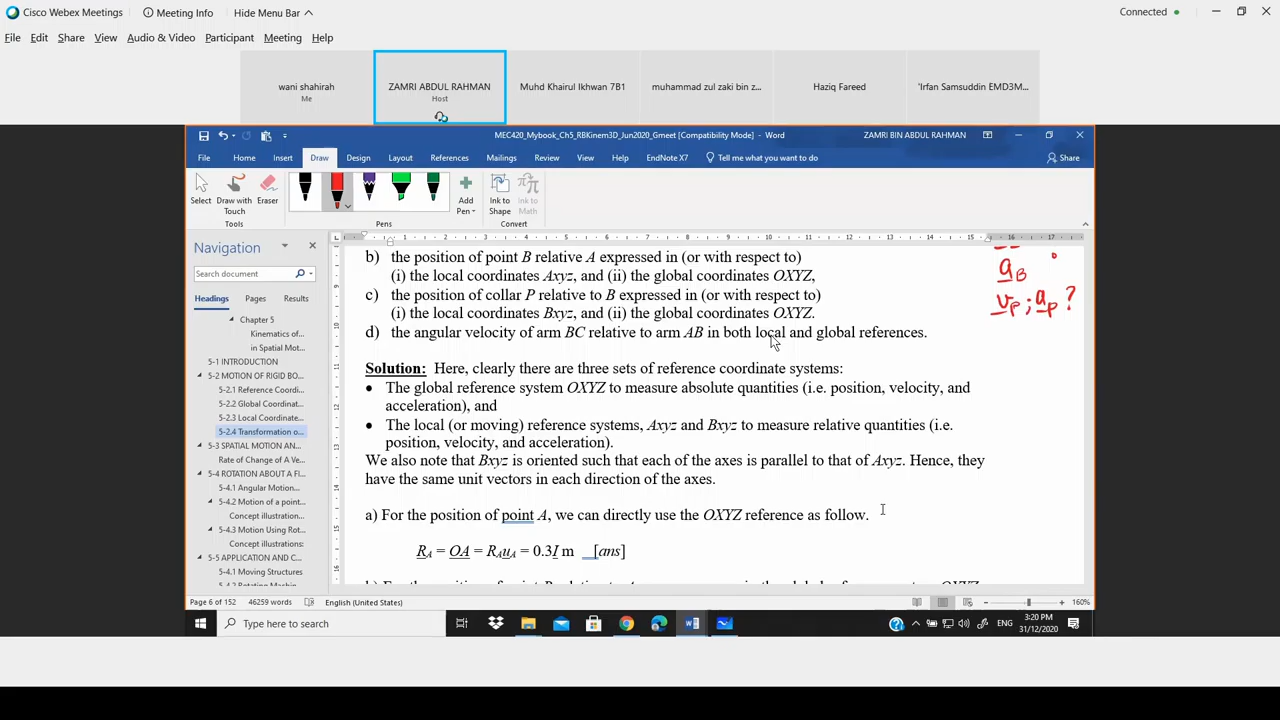 Cisco Webex Meetings Meeting Info Hide Menu Bar Connected
File Edit Share View Audio & Video Participant Meeting Help
wani shahirah
Me
ZAMRI ABDUL RAHMAN
Host
Muhd Khairul Ikhwan 7B1
muhammad zul zaki bin z...
Haziq Fareed
'Irfan Samsuddin EMD3M...
MEC420_Mybook_Ch5_RBKinem3D_Jun2020_Gmeet [Compatibility Mode] - Word ZAMRI BIN ABDUL RAHMAN
File Home Insert Draw Design Layout References Mailings Review View Help EndNote X7 Tell me what you want to do Share
Select
Draw with Touch
Eraser
Add Pen
Ink to Shape
Ink to Math
Tools Pens Convert
Navigation
Search document
Headings Pages Results
Chapter 5
Kinematics of
in Spatial Mot...
5-1 INTRODUCTION
5-2 MOTION OF RIGID BO...
5-2.1 Reference Coordi...
5-2.2 Global Coordinat...
5-2.3 Local Coordinate...
5-2.4 Transformation o...
5-3 SPATIAL MOTION AN...
Rate of Change of A Ve...
5-4 ROTATION ABOUT A FI...
5-4.1 Angular Motion...
5-4.2 Motion of a point...
Concept illustration...
5-4.3 Motion Using Rot...
Concept illustrations:
5-5 APPLICATION AND C...
5-4.1 Moving Structures
b) the position of point B relative A expressed in (or with respect to)
(i) the local coordinates Axyz, and (ii) the global coordinates OXYZ,
c) the position of collar P relative to B expressed in (or with respect to)
(i) the local coordinates Bxyz, and (ii) the global coordinates OXYZ.
d) the angular velocity of arm BC relative to arm AB in both local and global references.
a_B
v_P ; a_P ?
Solution: Here, clearly there are three sets of reference coordinate systems:
• The global reference system OXYZ to measure absolute quantities (i.e. position, velocity, and
acceleration), and
• The local (or moving) reference systems, Axyz and Bxyz to measure relative quantities (i.e.
position, velocity, and acceleration).
We also note that Bxyz is oriented such that each of the axes is parallel to that of Axyz. Hence, they
have the same unit vectors in each direction of the axes.
a) For the position of point A, we can directly use the OXYZ reference as follow.
R_A = OA = R_A u_A = 0.3I m [ans]
Page 6 of 152 46259 words English (United States) 160%
Type here to search
ENG
3:20 PM
31/12/2020